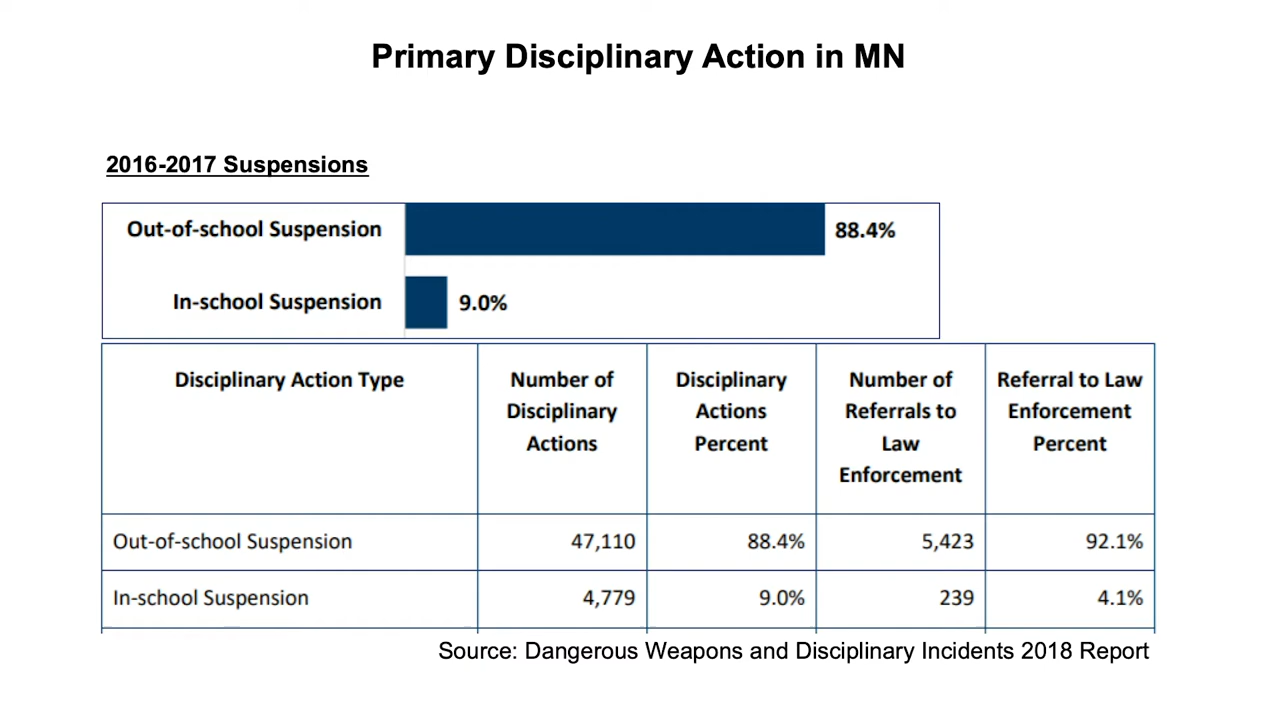 Primary Disciplinary Action in MN
2016-2017 Suspensions
Out-of-school Suspension 88.4%
In-school Suspension 9.0%
Disciplinary Action Type Number of Disciplinary Actions Disciplinary Actions Percent Number of Referrals to Law Enforcement Referral to Law Enforcement Percent
Out-of-school Suspension 47,110 88.4% 5,423 92.1%
In-school Suspension 4,779 9.0% 239 4.1%
Source: Dangerous Weapons and Disciplinary Incidents 2018 Report